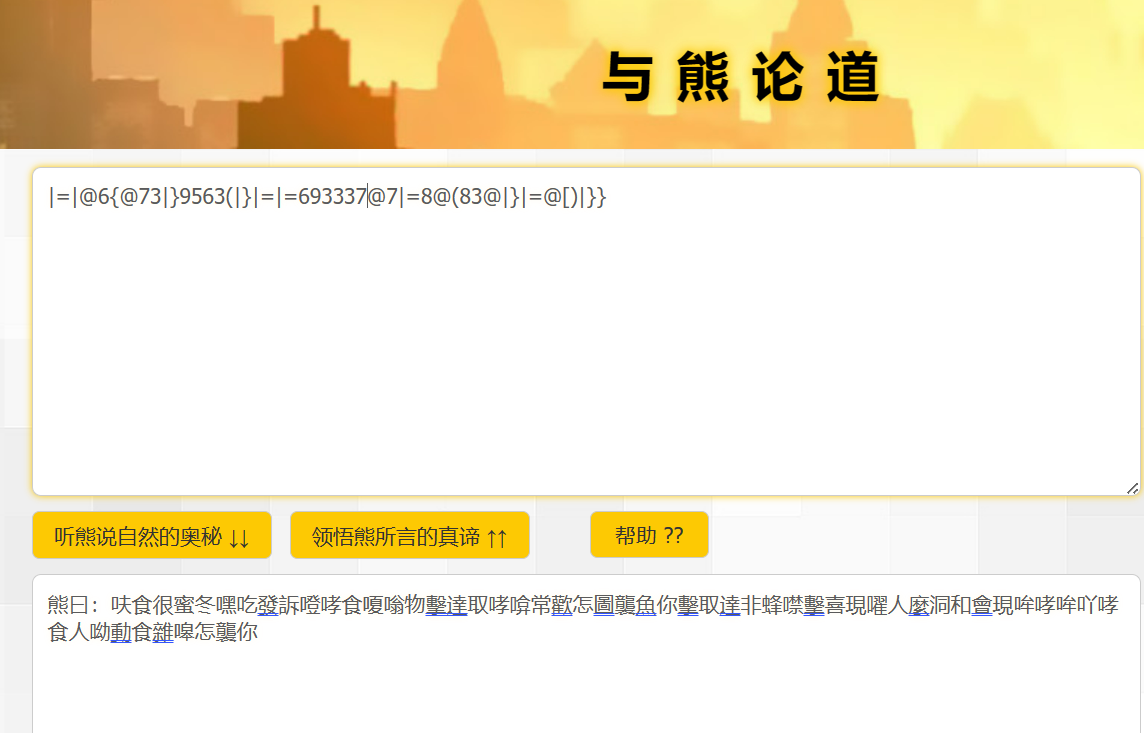 与熊论道
|=|@6{@73|}9563(|}|=|=693337@7|=8@(83@|}|=@[)|}}
听熊说自然的奥秘 ↓↓ 领悟熊所言的真谛 ↑↑ 帮助 ??
熊曰：呋食很蜜冬嘿吃發訴噔哮食嗄嗡物擊達取哮嗥常歡怎圖襲魚你擊取達非蜂噤擊喜現嚁人麼洞和會現哞哮哞吖哮
食人呦動食雜嗥怎襲你